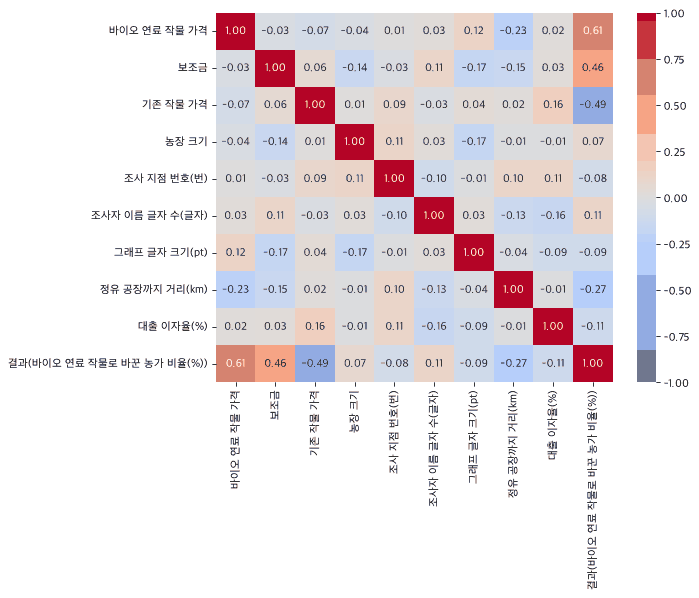 바이오 연료 작물 가격 1.00 -0.03 -0.07 -0.04 0.01 0.03 0.12 -0.23 0.02 0.61
보조금 -0.03 1.00 0.06 -0.14 -0.03 0.11 -0.17 -0.15 0.03 0.46
기존 작물 가격 -0.07 0.06 1.00 0.01 0.09 -0.03 0.04 0.02 0.16 -0.49
농장 크기 -0.04 -0.14 0.01 1.00 0.11 0.03 -0.17 -0.01 -0.01 0.07
조사 지점 번호(번) 0.01 -0.03 0.09 0.11 1.00 -0.10 -0.01 0.10 0.11 -0.08
조사자 이름 글자 수(글자) 0.03 0.11 -0.03 0.03 -0.10 1.00 0.03 -0.13 -0.16 0.11
그래프 글자 크기(pt) 0.12 -0.17 0.04 -0.17 -0.01 0.03 1.00 -0.04 -0.09 -0.09
정유 공장까지 거리(km) -0.23 -0.15 0.02 -0.01 0.10 -0.13 -0.04 1.00 -0.01 -0.27
대출 이자율(%) 0.02 0.03 0.16 -0.01 0.11 -0.16 -0.09 -0.01 1.00 -0.11
결과(바이오 연료 작물로 바꾼 농가 비율(%)) 0.61 0.46 -0.49 0.07 -0.08 0.11 -0.09 -0.27 -0.11 1.00
바이오 연료 작물 가격
보조금
기존 작물 가격
농장 크기
조사 지점 번호(번)
조사자 이름 글자 수(글자)
그래프 글자 크기(pt)
정유 공장까지 거리(km)
대출 이자율(%)
결과(바이오 연료 작물로 바꾼 농가 비율(%))
1.00
0.75
0.50
0.25
0.00
-0.25
-0.50
-0.75
-1.00